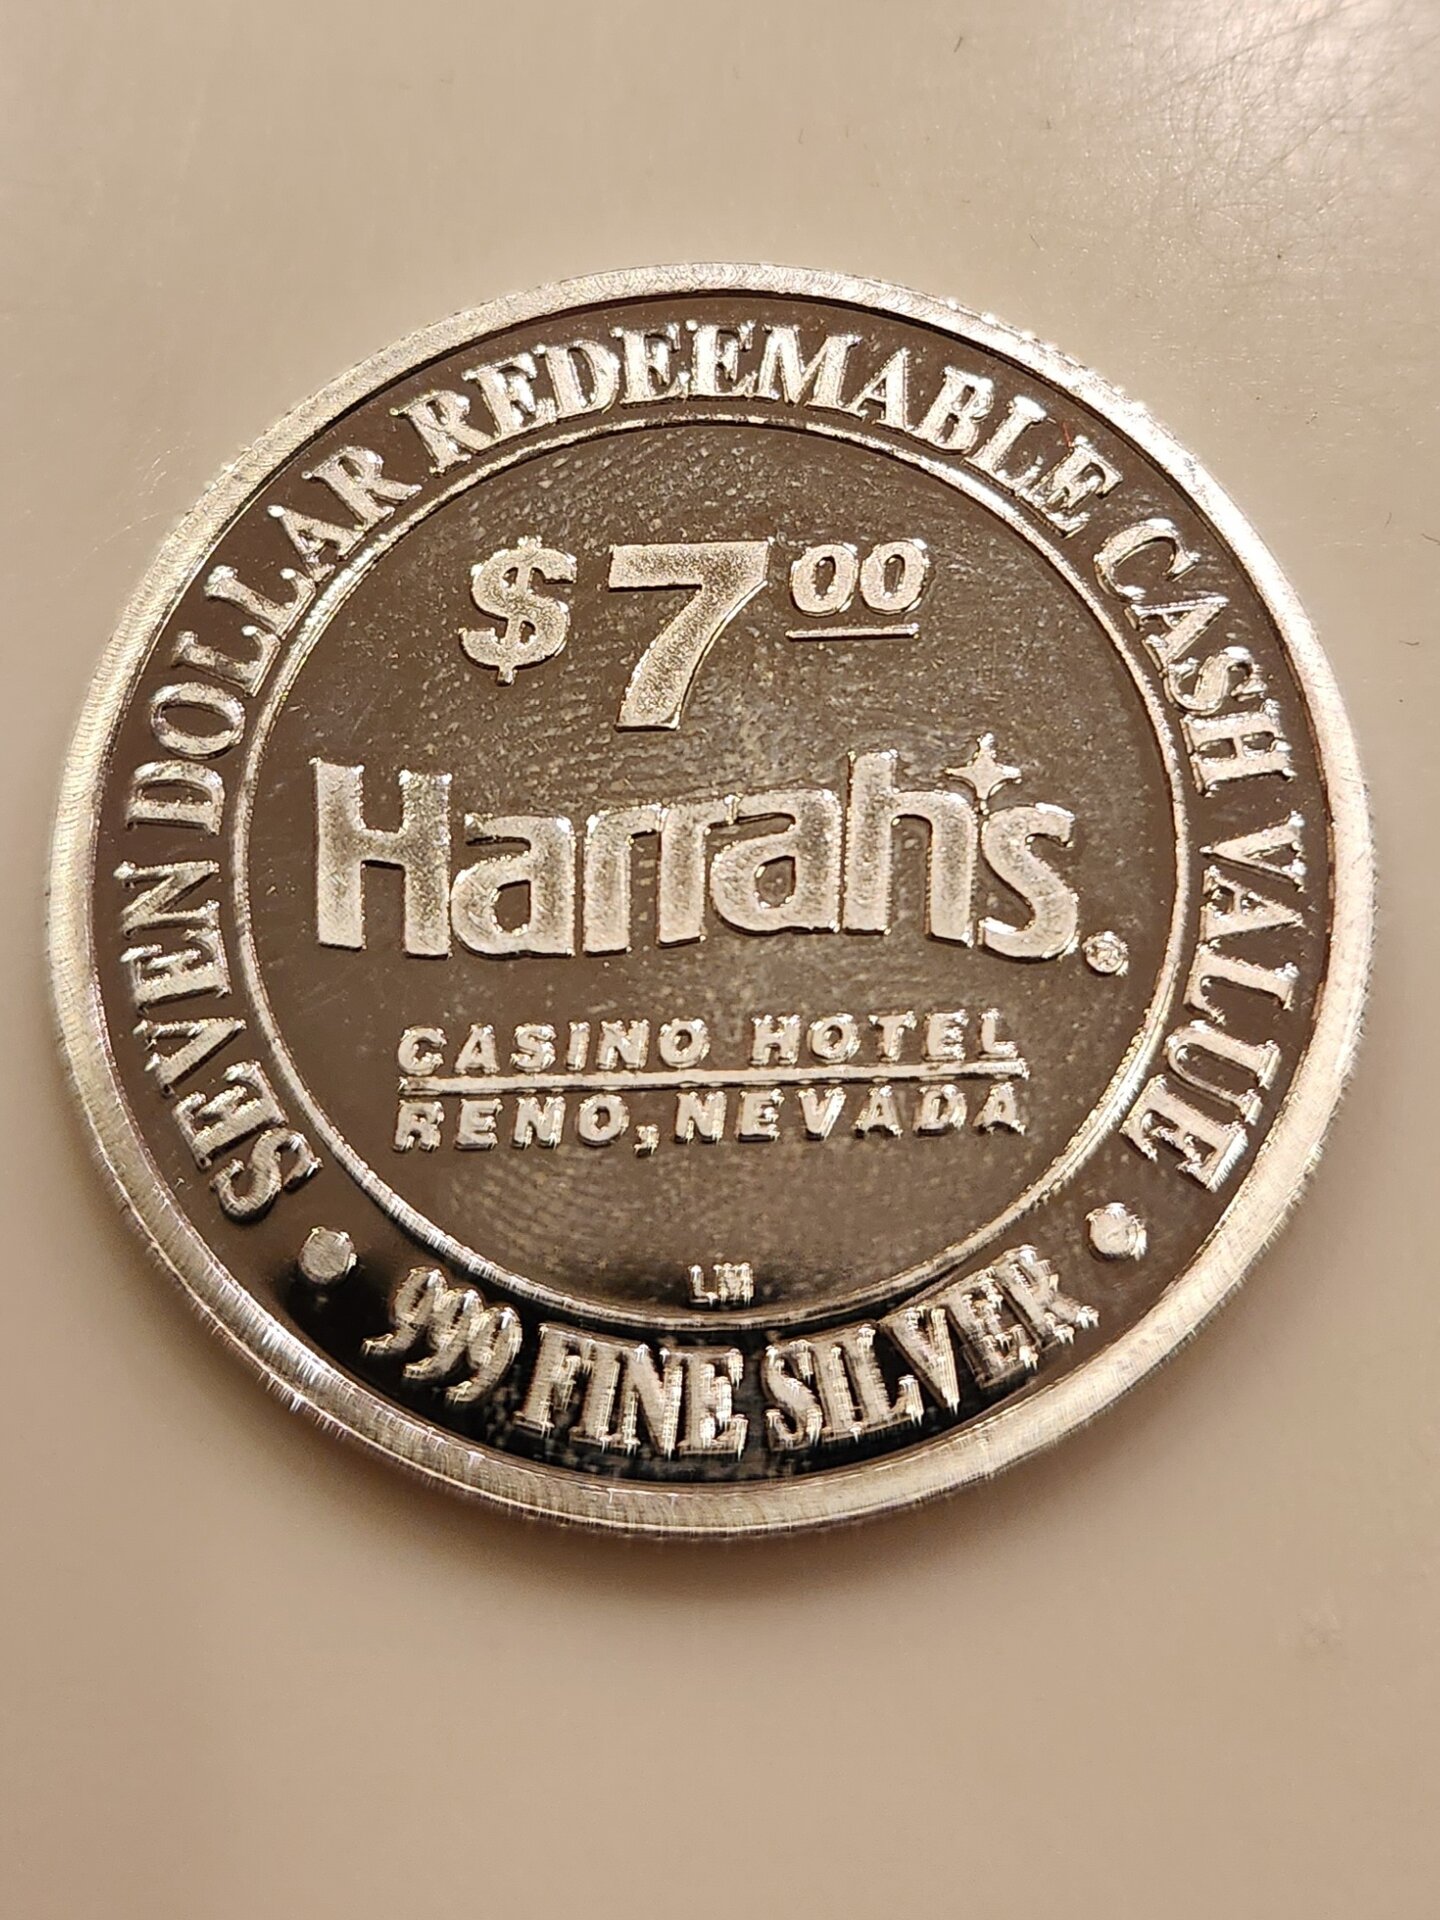 SEVEN DOLLAR REDEEMABLE CASH VALUE
$ 7 00
Harrah's®
CASINO HOTEL
RENO, NEVADA
LM
• 999 FINE SILVER •